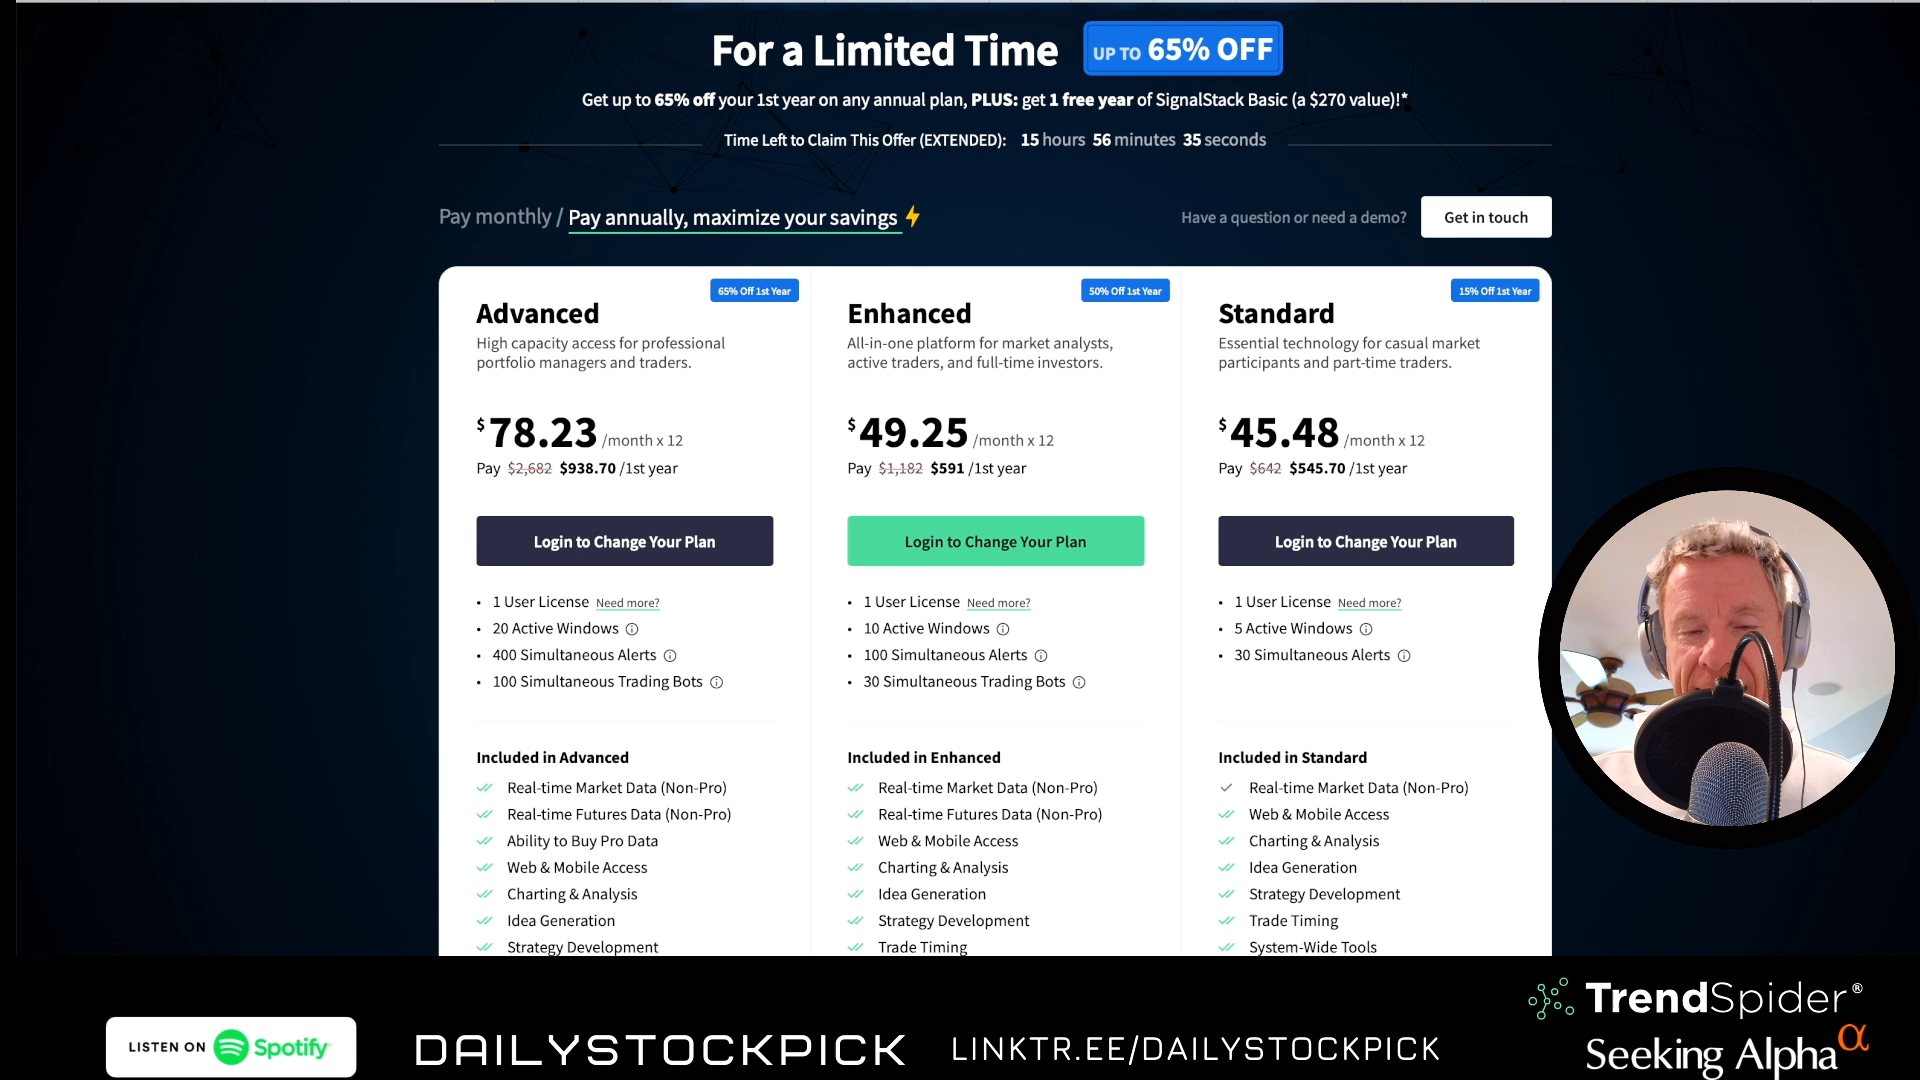 For a Limited Time UP TO 65% OFF
Get up to 65% off your 1st year on any annual plan, PLUS: get 1 free year of SignalStack Basic (a $270 value)!*
Time Left to Claim This Offer (EXTENDED): 15 hours 56 minutes 35 seconds
Pay monthly / Pay annually, maximize your savings
Have a question or need a demo? Get in touch
65% Off 1st Year
Advanced
High capacity access for professional
portfolio managers and traders.
$78.23 /month x 12
Pay $2,682 $938.70 /1st year
Login to Change Your Plan
• 1 User License Need more?
• 20 Active Windows
• 400 Simultaneous Alerts
• 100 Simultaneous Trading Bots
Included in Advanced
Real-time Market Data (Non-Pro)
Real-time Futures Data (Non-Pro)
Ability to Buy Pro Data
Web & Mobile Access
Charting & Analysis
Idea Generation
Strategy Development
50% Off 1st Year
Enhanced
All-in-one platform for market analysts,
active traders, and full-time investors.
$49.25 /month x 12
Pay $1,182 $591 /1st year
Login to Change Your Plan
• 1 User License Need more?
• 10 Active Windows
• 100 Simultaneous Alerts
• 30 Simultaneous Trading Bots
Included in Enhanced
Real-time Market Data (Non-Pro)
Real-time Futures Data (Non-Pro)
Web & Mobile Access
Charting & Analysis
Idea Generation
Strategy Development
Trade Timing
15% Off 1st Year
Standard
Essential technology for casual market
participants and part-time traders.
$45.48 /month x 12
Pay $642 $545.70 /1st year
Login to Change Your Plan
• 1 User License Need more?
• 5 Active Windows
• 30 Simultaneous Alerts
Included in Standard
Real-time Market Data (Non-Pro)
Web & Mobile Access
Charting & Analysis
Idea Generation
Strategy Development
Trade Timing
System-Wide Tools
LISTEN ON Spotify
DAILYSTOCKPICK
LINKTR.EE/DAILYSTOCKPICK
TrendSpider®
Seeking Alpha α